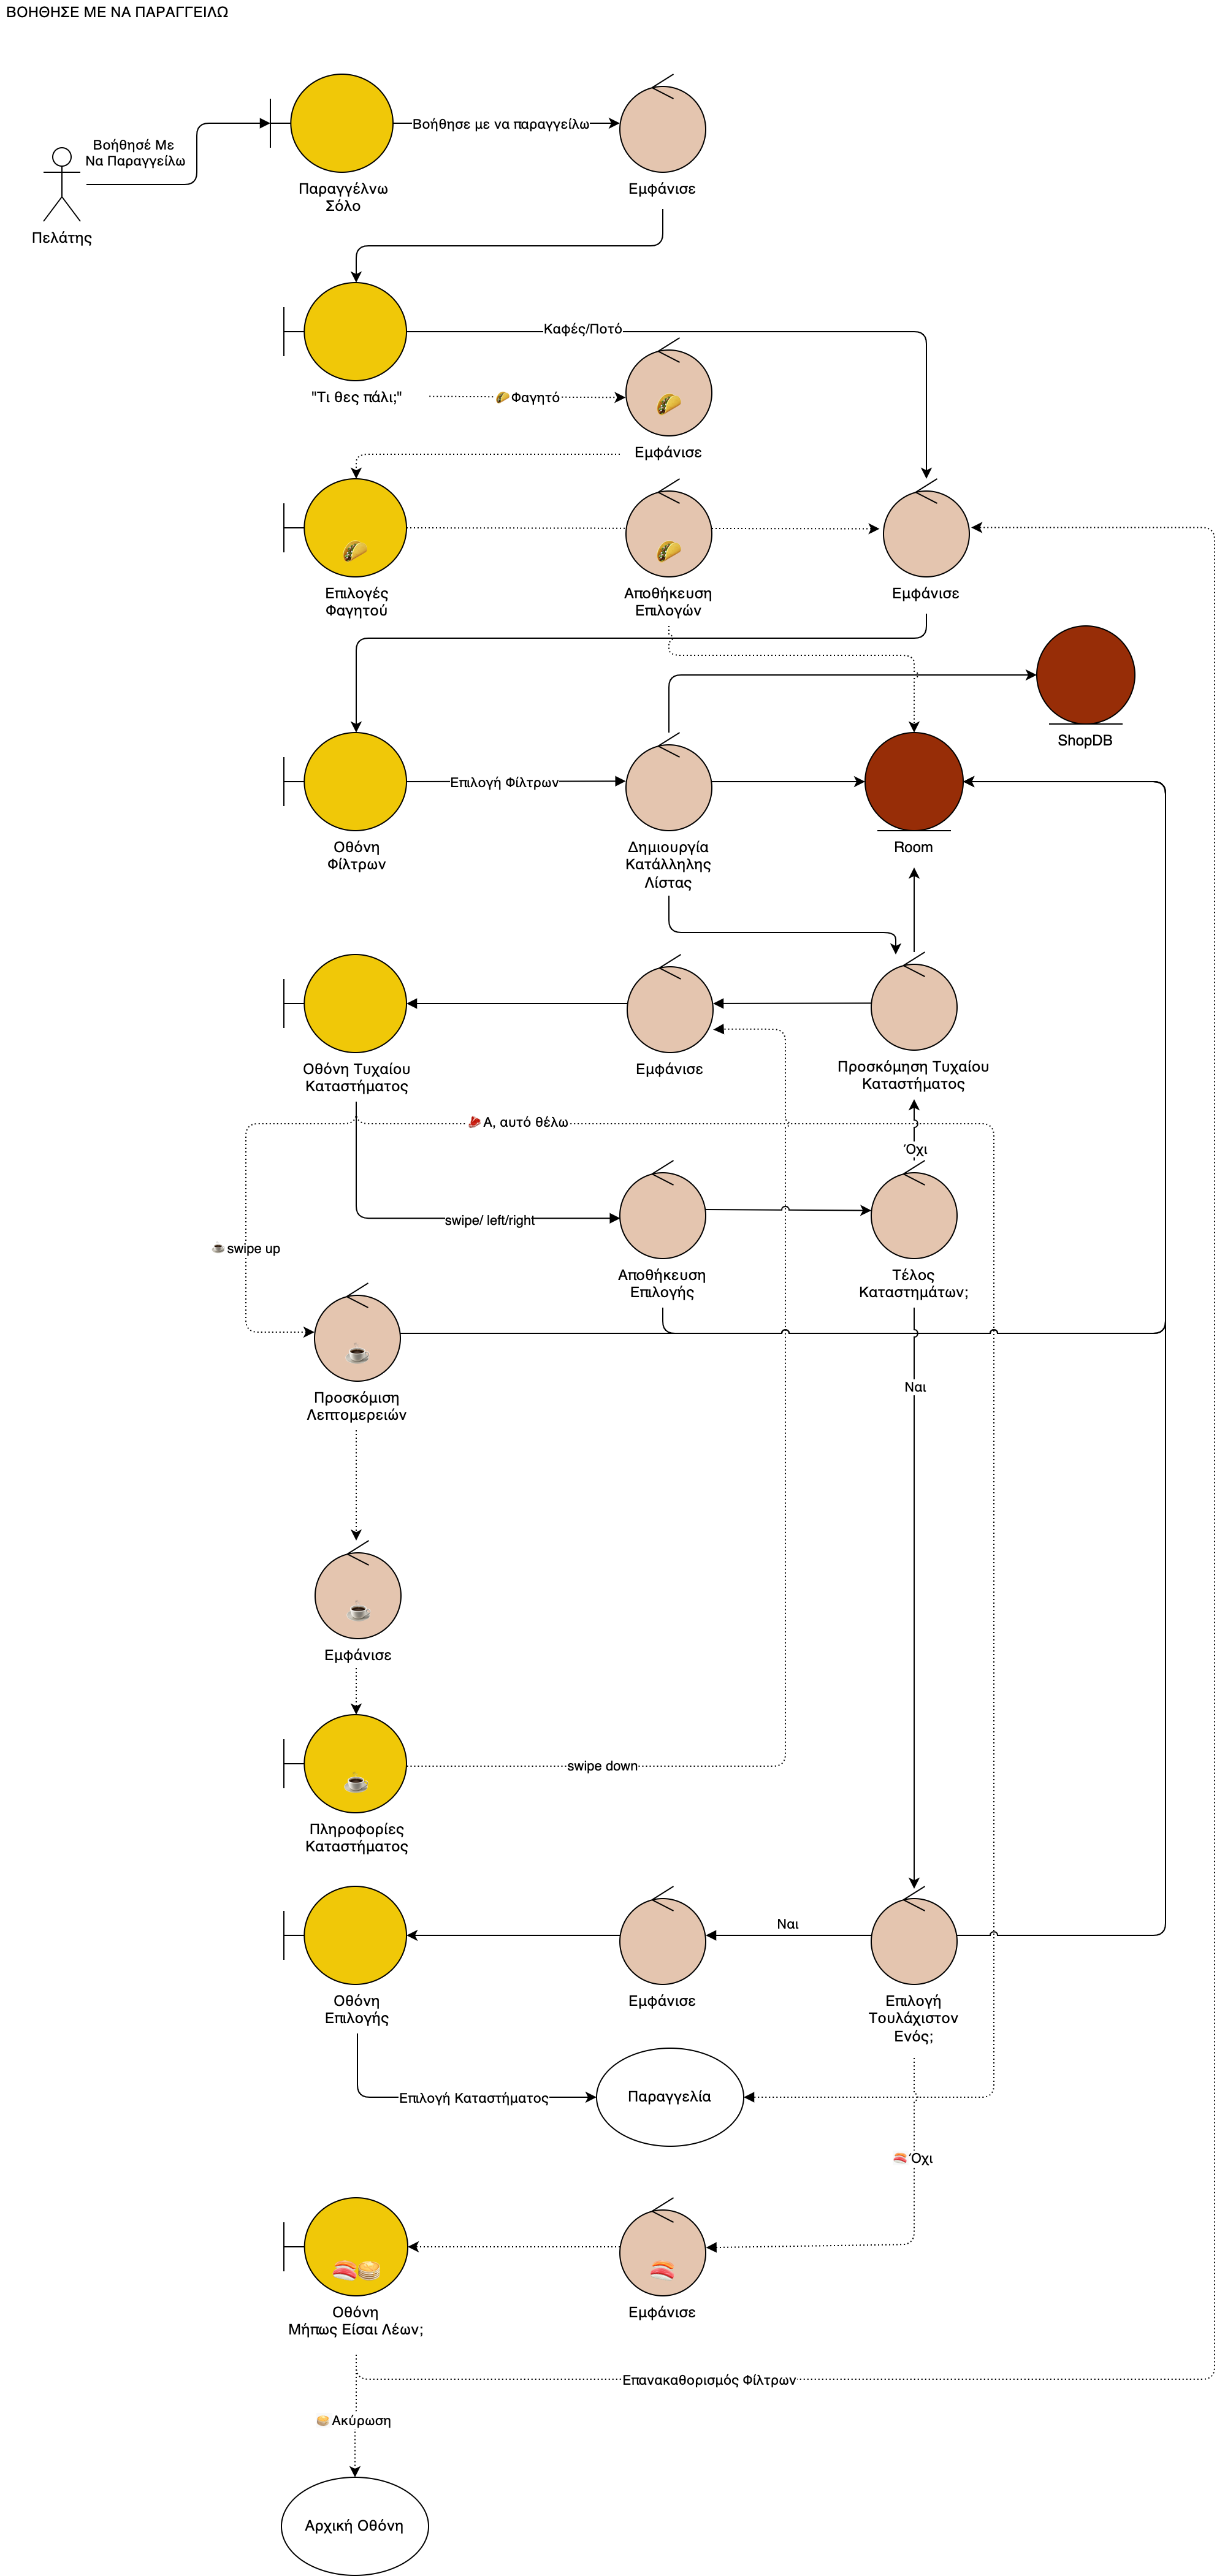 ΒΟΗΘΗΣΕ ΜΕ ΝΑ ΠΑΡΑΓΓΕΙΛΩ
Βοήθησέ Με
Να Παραγγείλω
Πελάτης
Βοήθησε με να παραγγείλω
Παραγγέλνω
Σόλο
Εμφάνισε
Καφές/Ποτό
"Τι θες πάλι;"
🌮Φαγητό
Εμφάνισε
Επιλογές
Φαγητού
Αποθήκευση
Επιλογών
Εμφάνισε
ShopDB
Επιλογή Φίλτρων
Οθόνη
Φίλτρων
Δημιουργία
Κατάλληλης
Λίστας
Room
Οθόνη Τυχαίου
Καταστήματος
Εμφάνισε
Προσκόμηση Τυχαίου
Καταστήματος
🥩Α, αυτό θέλω
Όχι
swipe/ left/right
☕swipe up
Αποθήκευση
Επιλογής
Τέλος
Καταστημάτων;
Ναι
Προσκόμιση
Λεπτομερειών
Εμφάνισε
swipe down
Πληροφορίες
Καταστήματος
Ναι
Οθόνη
Επιλογής
Εμφάνισε
Επιλογή
Τουλάχιστον
Ενός;
Επιλογή Καταστήματος
Παραγγελία
🍣Όχι
Οθόνη
Μήπως Είσαι Λέων;
Εμφάνισε
Επανακαθορισμός Φίλτρων
🥞Ακύρωση
Αρχική Οθόνη